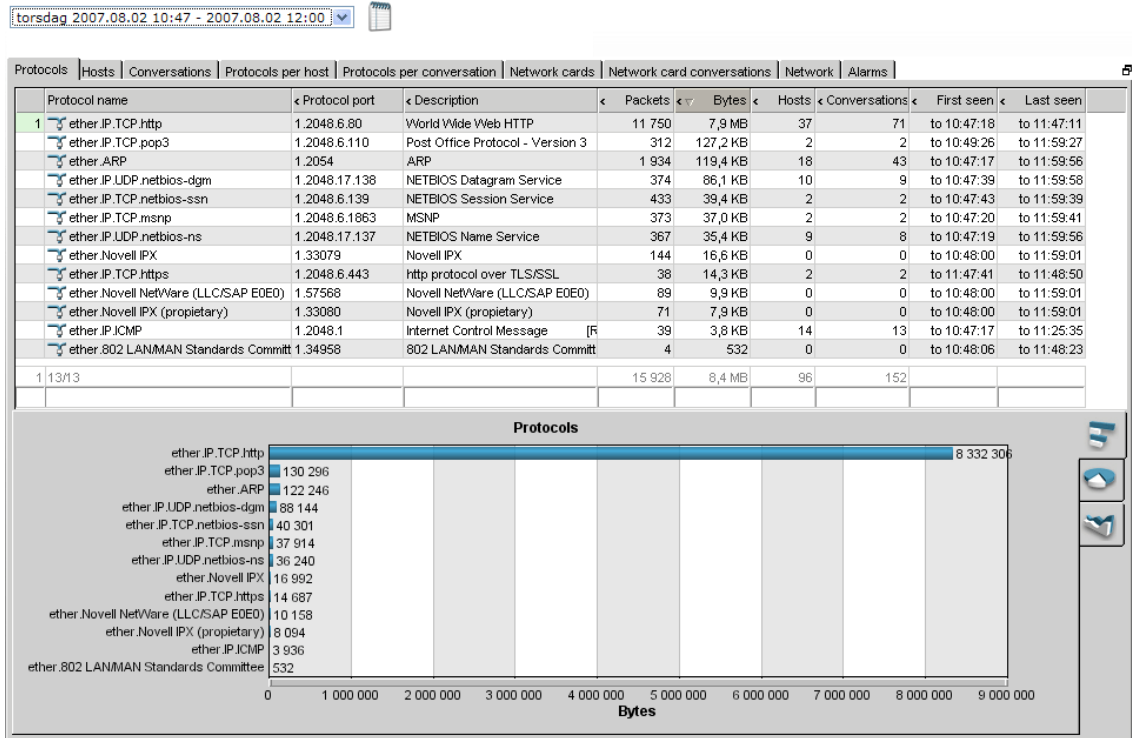 torsdag 2007.08.02 10:47 - 2007.08.02 12:00
Protocols Hosts Conversations Protocols per host Protocols per conversation Network cards Network card conversations Network Alarms
Protocol name Protocol port Description Packets Bytes Hosts Conversations First seen Last seen
1 ether.IP.TCP.http 1.2048.6.80 World Wide Web HTTP 11 750 7,9 MB 37 71 to 10:47:18 to 11:47:11
ether.IP.TCP.pop3 1.2048.6.110 Post Office Protocol - Version 3 312 127,2 KB 2 2 to 10:49:26 to 11:59:27
ether.ARP 1.2054 ARP 1 934 119,4 KB 18 43 to 10:47:17 to 11:59:56
ether.IP.UDP.netbios-dgm 1.2048.17.138 NETBIOS Datagram Service 374 86,1 KB 10 9 to 10:47:39 to 11:59:58
ether.IP.TCP.netbios-ssn 1.2048.6.139 NETBIOS Session Service 433 39,4 KB 2 2 to 10:47:43 to 11:59:39
ether.IP.TCP.msnp 1.2048.6.1863 MSNP 373 37,0 KB 2 2 to 10:47:20 to 11:59:41
ether.IP.UDP.netbios-ns 1.2048.17.137 NETBIOS Name Service 367 35,4 KB 9 8 to 10:47:19 to 11:59:56
ether.Novell IPX 1.33079 Novell IPX 144 16,6 KB 0 0 to 10:48:00 to 11:59:01
ether.IP.TCP.https 1.2048.6.443 http protocol over TLS/SSL 38 14,3 KB 2 2 to 11:47:41 to 11:48:50
ether.Novell NetWare (LLC/SAP E0E0) 1.57568 Novell NetWare (LLC/SAP E0E0) 89 9,9 KB 0 0 to 10:48:00 to 11:59:01
ether.Novell IPX (propietary) 1.33080 Novell IPX (propietary) 71 7,9 KB 0 0 to 10:48:00 to 11:59:01
ether.IP.ICMP 1.2048.1 Internet Control Message [R 39 3,8 KB 14 13 to 10:47:17 to 11:25:35
ether.802 LAN/MAN Standards Committ 1.34958 802 LAN/MAN Standards Committ 4 532 0 0 to 10:48:06 to 11:48:23
1 13/13 15 928 8,4 MB 96 152
Protocols
ether.IP.TCP.http 8 332 306
ether.IP.TCP.pop3 130 296
ether.ARP 122 246
ether.IP.UDP.netbios-dgm 88 144
ether.IP.TCP.netbios-ssn 40 301
ether.IP.TCP.msnp 37 914
ether.IP.UDP.netbios-ns 36 240
ether.Novell IPX 16 992
ether.IP.TCP.https 14 687
ether.Novell NetWare (LLC/SAP E0E0) 10 158
ether.Novell IPX (propietary) 8 094
ether.IP.ICMP 3 936
ether.802 LAN/MAN Standards Committee 532
0 1 000 000 2 000 000 3 000 000 4 000 000 5 000 000 6 000 000 7 000 000 8 000 000 9 000 000
Bytes